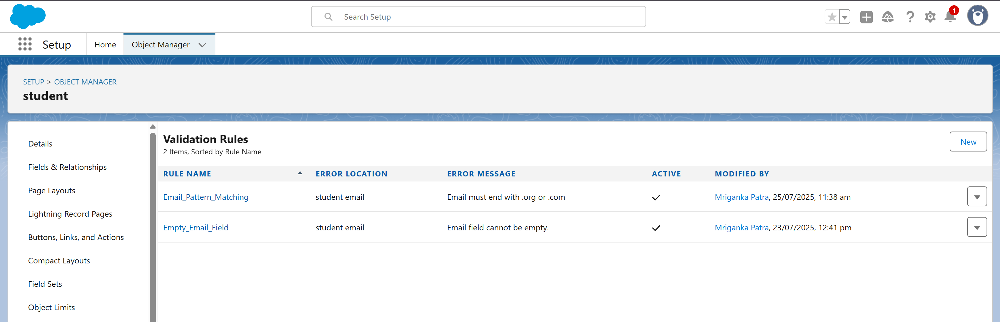 Search Setup
1
Setup
Home
Object Manager
SETUP > OBJECT MANAGER
student
Details
Fields & Relationships
Page Layouts
Lightning Record Pages
Buttons, Links, and Actions
Compact Layouts
Field Sets
Object Limits
Validation Rules
2 Items, Sorted by Rule Name
New
RULE NAME ERROR LOCATION ERROR MESSAGE ACTIVE MODIFIED BY
Email_Pattern_Matching student email Email must end with .org or .com Mriganka Patra, 25/07/2025, 11:38 am
Empty_Email_Field student email Email field cannot be empty. Mriganka Patra, 23/07/2025, 12:41 pm